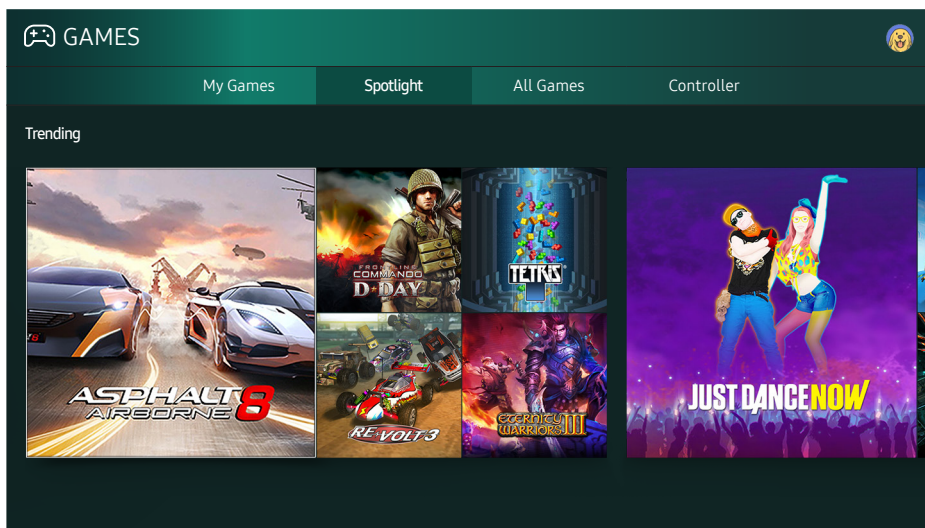 GAMES
My Games
Spotlight
All Games
Controller
Trending
ASPHALT 8
AIRBORNE
FRONTLINE
COMMANDO
D-DAY
TETRIS
RE-VOLT 3
ETERNITY
WARRIORS III
JUST DANCE NOW